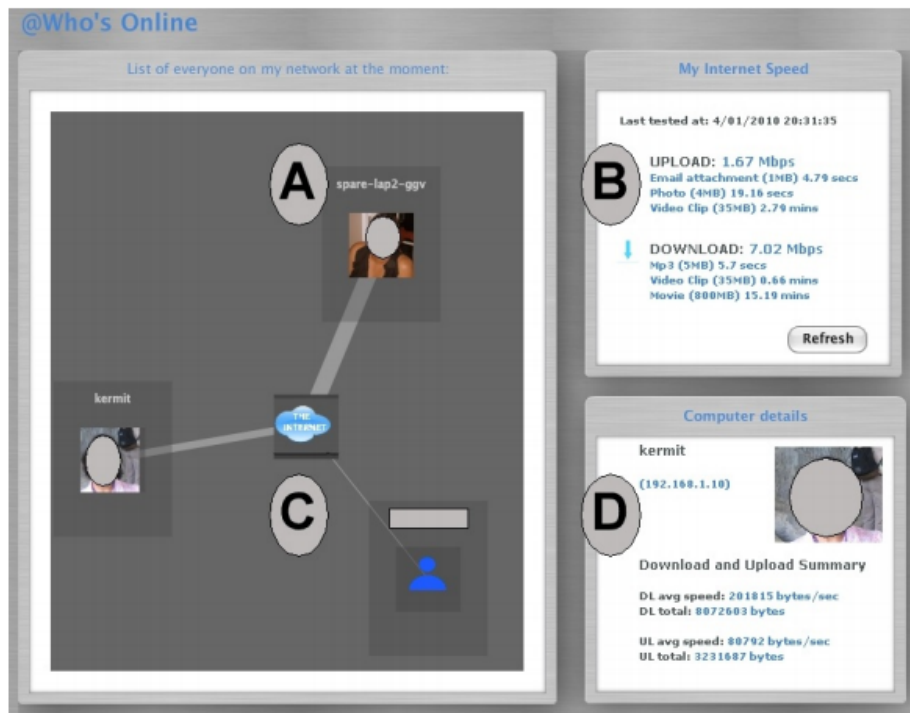 @Who's Online
List of everyone on my network at the moment:
A
spare-lap2-ggv
kermit
THE
INTERNET
C
My Internet Speed
Last tested at: 4/01/2010 20:31:35
B
UPLOAD: 1.67 Mbps
Email attachment (1MB) 4.79 secs
Photo (4MB) 19.16 secs
Video Clip (35MB) 2.79 mins
DOWNLOAD: 7.02 Mbps
Mp3 (5MB) 5.7 secs
Video Clip (35MB) 0.66 mins
Movie (800MB) 15.19 mins
Refresh
Computer details
kermit
(192.168.1.10)
D
Download and Upload Summary
DL avg speed: 201815 bytes/sec
DL total: 8072603 bytes
UL avg speed: 80792 bytes/sec
UL total: 3231687 bytes